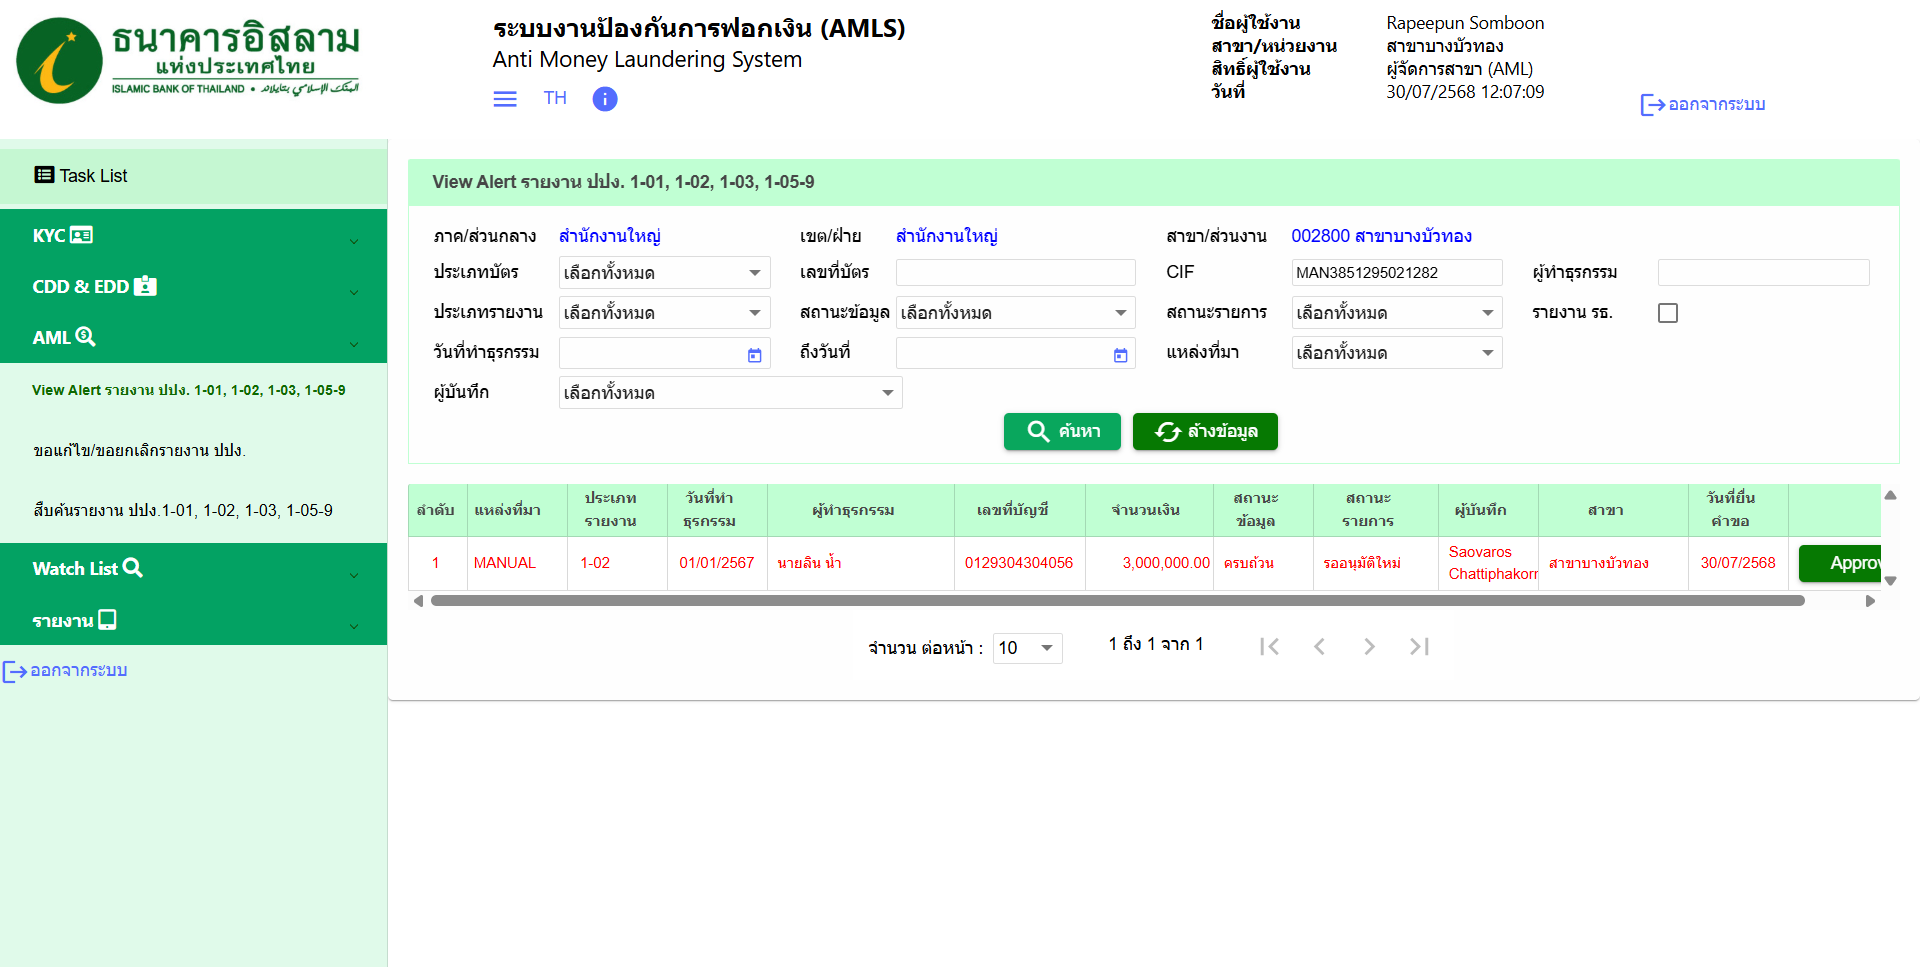 ธนาคารอิสลาม
แห่งประเทศไทย
ISLAMIC BANK OF THAILAND •
ระบบงานป้องกันการฟอกเงิน (AMLS)
Anti Money Laundering System
TH
ชื่อผู้ใช้งาน Rapeepun Somboon
สาขา/หน่วยงาน สาขาบางบัวทอง
สิทธิ์ผู้ใช้งาน ผู้จัดการสาขา (AML)
วันที่ 30/07/2568 12:07:09
ออกจากระบบ
Task List
KYC
CDD & EDD
AML
View Alert รายงาน ปปง. 1-01, 1-02, 1-03, 1-05-9
ขอแก้ไข/ขอยกเลิกรายงาน ปปง.
สืบค้นรายงาน ปปง.1-01, 1-02, 1-03, 1-05-9
Watch List
รายงาน
ออกจากระบบ
View Alert รายงาน ปปง. 1-01, 1-02, 1-03, 1-05-9
ภาค/ส่วนกลาง สำนักงานใหญ่ เขต/ฝ่าย สำนักงานใหญ่ สาขา/ส่วนงาน 002800 สาขาบางบัวทอง
ประเภทบัตร เลือกทั้งหมด เลขที่บัตร CIF MAN3851295021282 ผู้ทำธุรกรรม
ประเภทรายงาน เลือกทั้งหมด สถานะข้อมูล เลือกทั้งหมด สถานะรายการ เลือกทั้งหมด รายงาน รธ.
วันที่ทำธุรกรรม ถึงวันที่ แหล่งที่มา เลือกทั้งหมด
ผู้บันทึก เลือกทั้งหมด
ค้นหา ล้างข้อมูล
ลำดับ แหล่งที่มา ประเภทรายงาน วันที่ทำธุรกรรม ผู้ทำธุรกรรม เลขที่บัญชี จำนวนเงิน สถานะข้อมูล สถานะรายการ ผู้บันทึก สาขา วันที่ยื่นคำขอ
1 MANUAL 1-02 01/01/2567 นายลิน น้ำ 0129304304056 3,000,000.00 ครบถ้วน รออนุมัติใหม่ Saovaros Chattiphakorn สาขาบางบัวทอง 30/07/2568 Approv
จำนวน ต่อหน้า : 10 1 ถึง 1 จาก 1